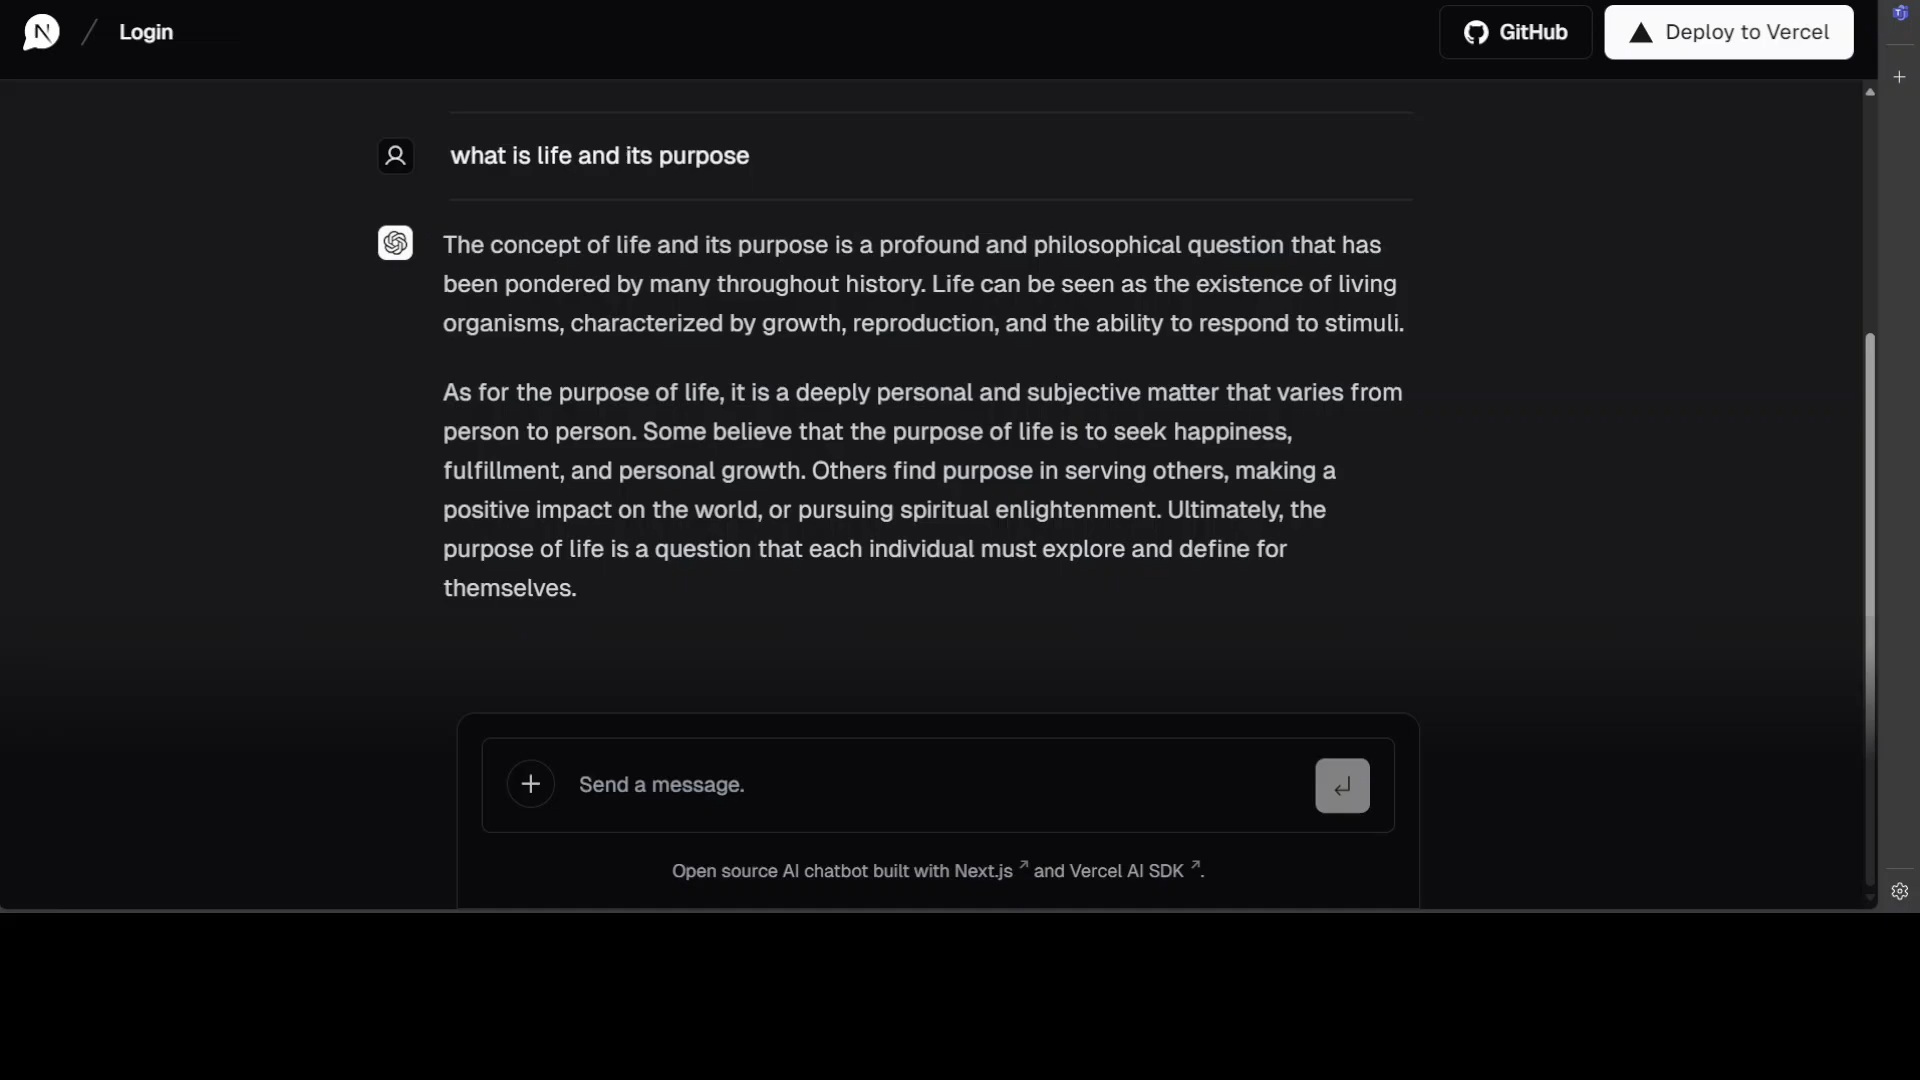 Login
GitHub
Deploy to Vercel
what is life and its purpose
The concept of life and its purpose is a profound and philosophical question that has
been pondered by many throughout history. Life can be seen as the existence of living
organisms, characterized by growth, reproduction, and the ability to respond to stimuli.
As for the purpose of life, it is a deeply personal and subjective matter that varies from
person to person. Some believe that the purpose of life is to seek happiness,
fulfillment, and personal growth. Others find purpose in serving others, making a
positive impact on the world, or pursuing spiritual enlightenment. Ultimately, the
purpose of life is a question that each individual must explore and define for
themselves.
Send a message.
Open source AI chatbot built with Next.js and Vercel AI SDK .